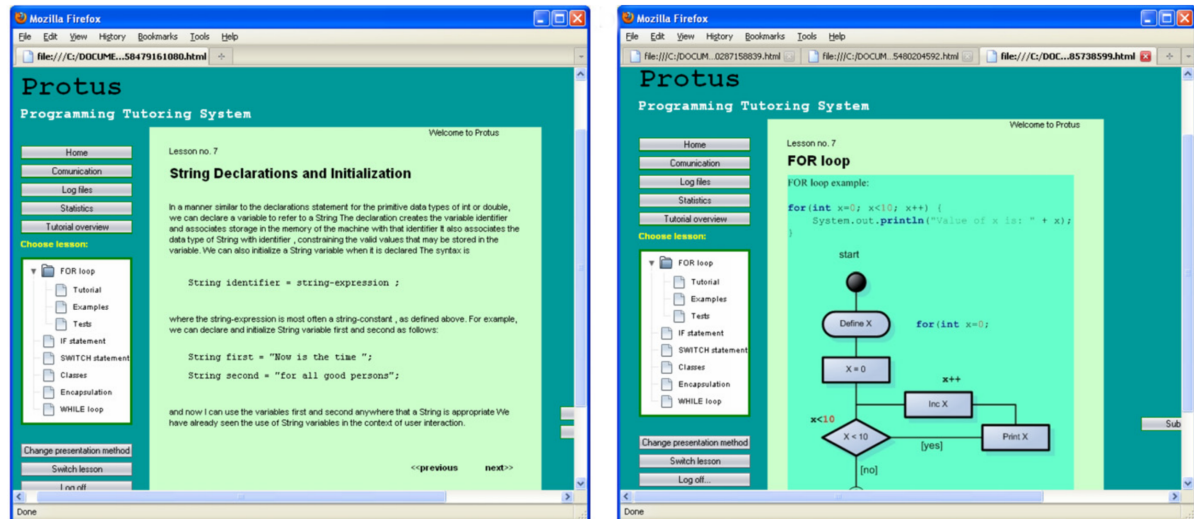 Mozilla Firefox
File Edit View History Bookmarks Tools Help
file:///C:/DOCUME...58479161080.html
Protus
Programming Tutoring System
Welcome to Protus
Home
Comunication
Log files
Statistics
Tutorial overview
Choose lesson:
FOR loop
Tutorial
Examples
Tests
IF statement
SWITCH statement
Classes
Encapsulation
WHILE loop
Change presentation method
Switch lesson
Log off
Lesson no. 7
String Declarations and Initialization
In a manner similar to the declarations statement for the primitive data types of int or double,
we can declare a variable to refer to a String The declaration creates the variable identifier
and associates storage in the memory of the machine with that identifier It also associates the
data type of String with identifier , constraining the valid values that may be stored in the
variable. We can also initialize a String variable when it is declared The syntax is
String identifier = string-expression ;
where the string-expression is most often a string-constant , as defined above. For example,
we can declare and initialize String variable first and second as follows:
String first = "Now is the time ";
String second = "for all good persons";
and now I can use the variables first and second anywhere that a String is appropriate We
have already seen the use of String variables in the context of user interaction.
<<previous next>>
Done
Mozilla Firefox
File Edit View History Bookmarks Tools Help
file:///C:/DOCUM...0287158839.html file:///C:/DOCUM...5480204592.html file:///C:/DOC...85738599.html
Protus
Programming Tutoring System
Welcome to Protus
Home
Comunication
Log files
Statistics
Tutorial overview
Choose lesson:
FOR loop
Tutorial
Examples
Tests
IF statement
SWITCH statement
Classes
Encapsulation
WHILE loop
Change presentation method
Switch lesson
Log off...
Lesson no. 7
FOR loop
FOR loop example:
for(int x=0; x<10; x++) {
System.out.println("Value of x is: " + x);
}
start
Define X
for(int x=0;
X = 0
x++
Inc X
x<10
X < 10
[yes]
Print X
[no]
Sub
Done